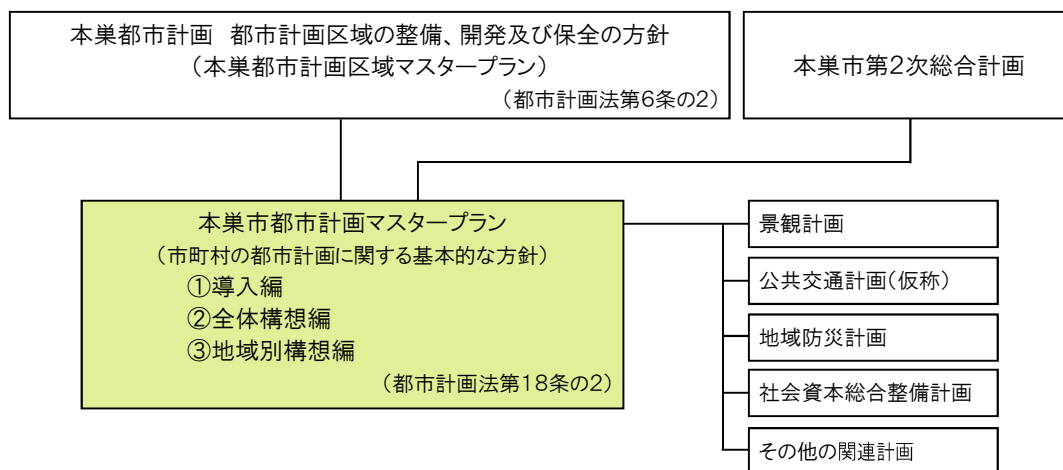 本巣都市計画 都市計画区域の整備、開発及び保全の方針
（本巣都市計画区域マスタープラン）
（都市計画法第6条の2）
本巣市第2次総合計画
本巣市都市計画マスタープラン
（市町村の都市計画に関する基本的な方針）
①導入編
②全体構想編
③地域別構想編
（都市計画法第18条の2）
景観計画
公共交通計画（仮称）
地域防災計画
社会資本総合整備計画
その他の関連計画